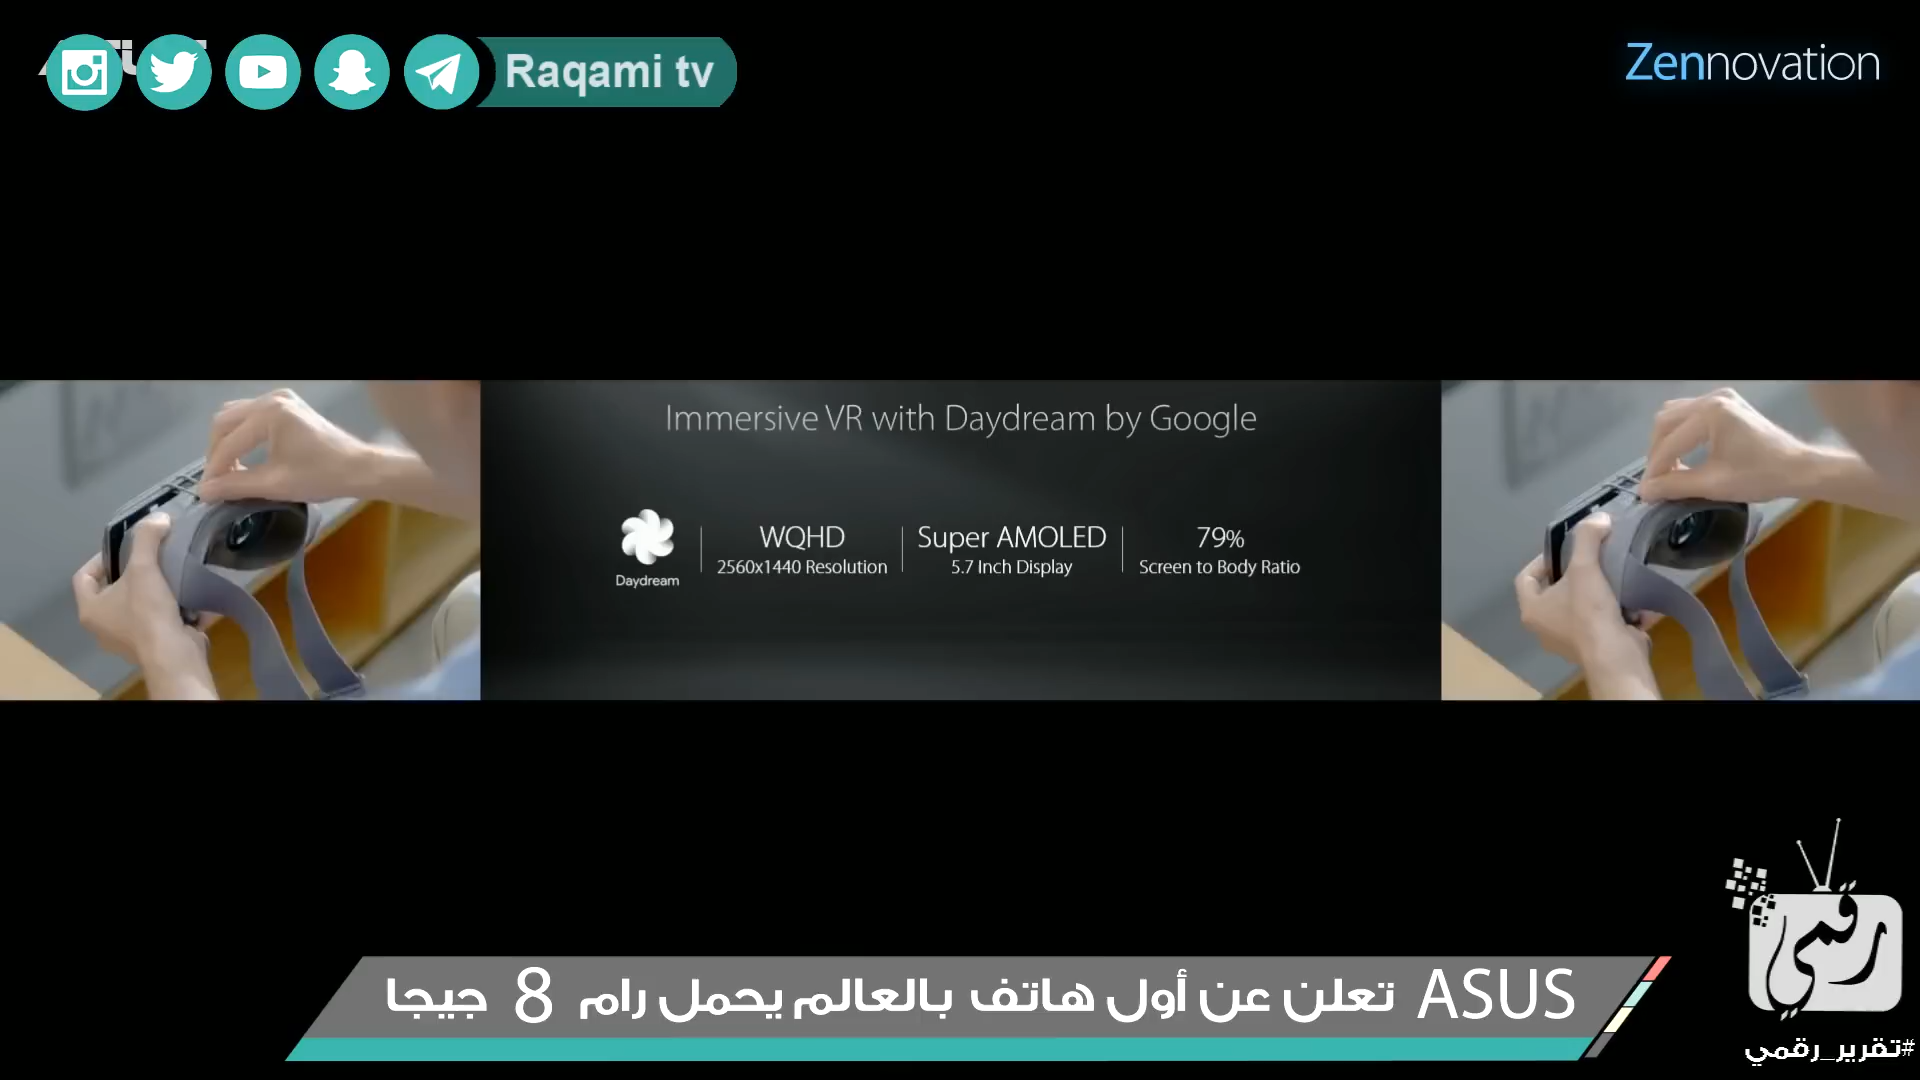 Raqami tv
Zennovation
Immersive VR with Daydream by Google
Daydream
WQHD
2560x1440 Resolution
Super AMOLED
5.7 Inch Display
79%
Screen to Body Ratio
ASUS تعلن عن أول هاتف بالعالم يحمل رام 8 جيجا
رقمي
#تقرير_رقمي